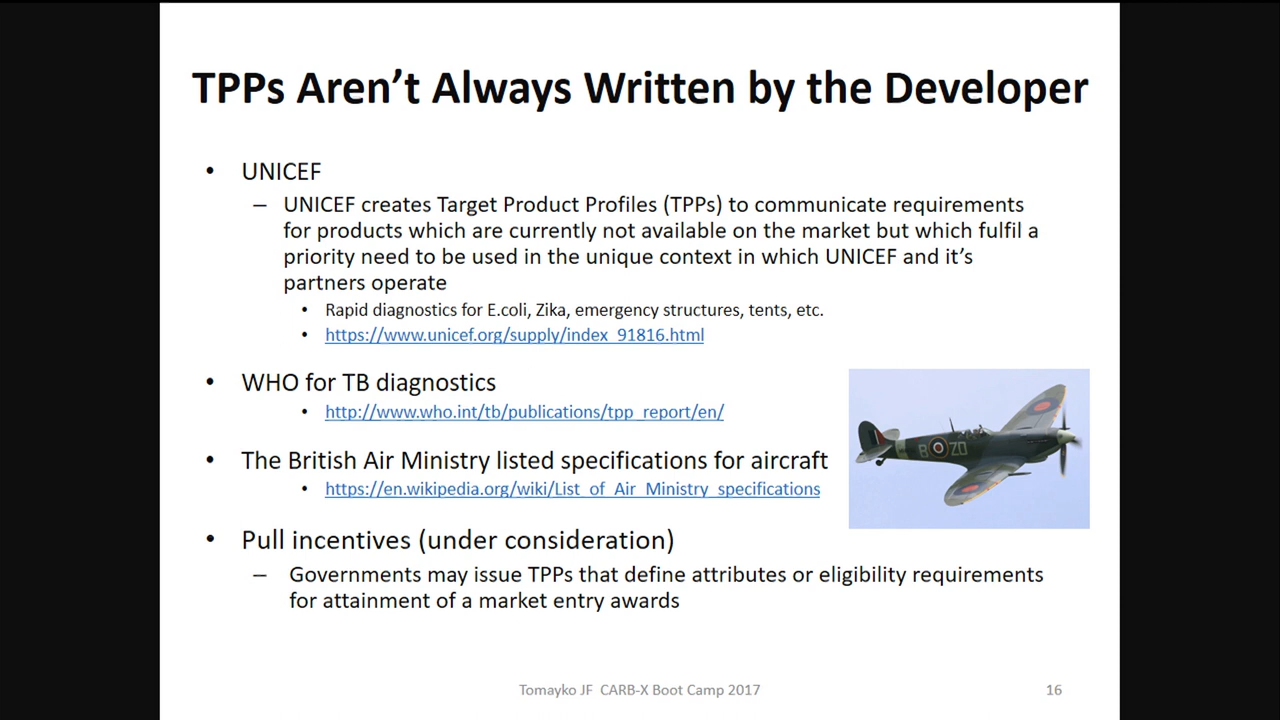 TPPs Aren't Always Written by the Developer
• UNICEF
– UNICEF creates Target Product Profiles (TPPs) to communicate requirements
for products which are currently not available on the market but which fulfil a
priority need to be used in the unique context in which UNICEF and it's
partners operate
• Rapid diagnostics for E.coli, Zika, emergency structures, tents, etc.
• https://www.unicef.org/supply/index_91816.html
• WHO for TB diagnostics
• http://www.who.int/tb/publications/tpp_report/en/
• The British Air Ministry listed specifications for aircraft
• https://en.wikipedia.org/wiki/List_of_Air_Ministry_specifications
B ZD
• Pull incentives (under consideration)
– Governments may issue TPPs that define attributes or eligibility requirements
for attainment of a market entry awards
Tomayko JF CARB-X Boot Camp 2017
16